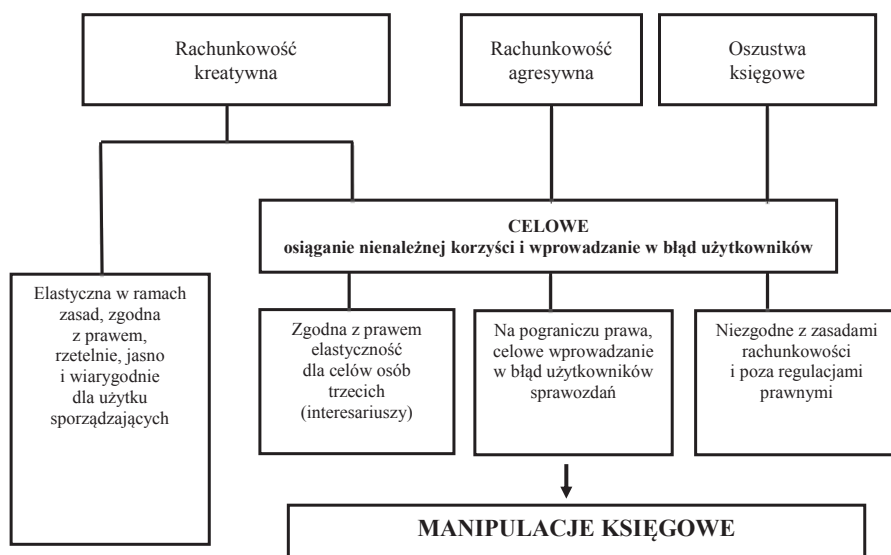 Rachunkowość
kreatywna
Rachunkowość
agresywna
Oszustwa
księgowe
CELOWE
osiąganie nienależnej korzyści i wprowadzanie w błąd użytkowników
Elastyczna w ramach
zasad, zgodna
z prawem,
rzetelnie, jasno
i wiarygodnie
dla użytku
sporządzających
Zgodna z prawem
elastyczność
dla celów osób
trzecich
(interesariuszy)
Na pograniczu prawa,
celowe wprowadzanie
w błąd użytkowników
sprawozdań
Niezgodne z zasadami
rachunkowości
i poza regulacjami
prawnymi
MANIPULACJE KSIĘGOWE